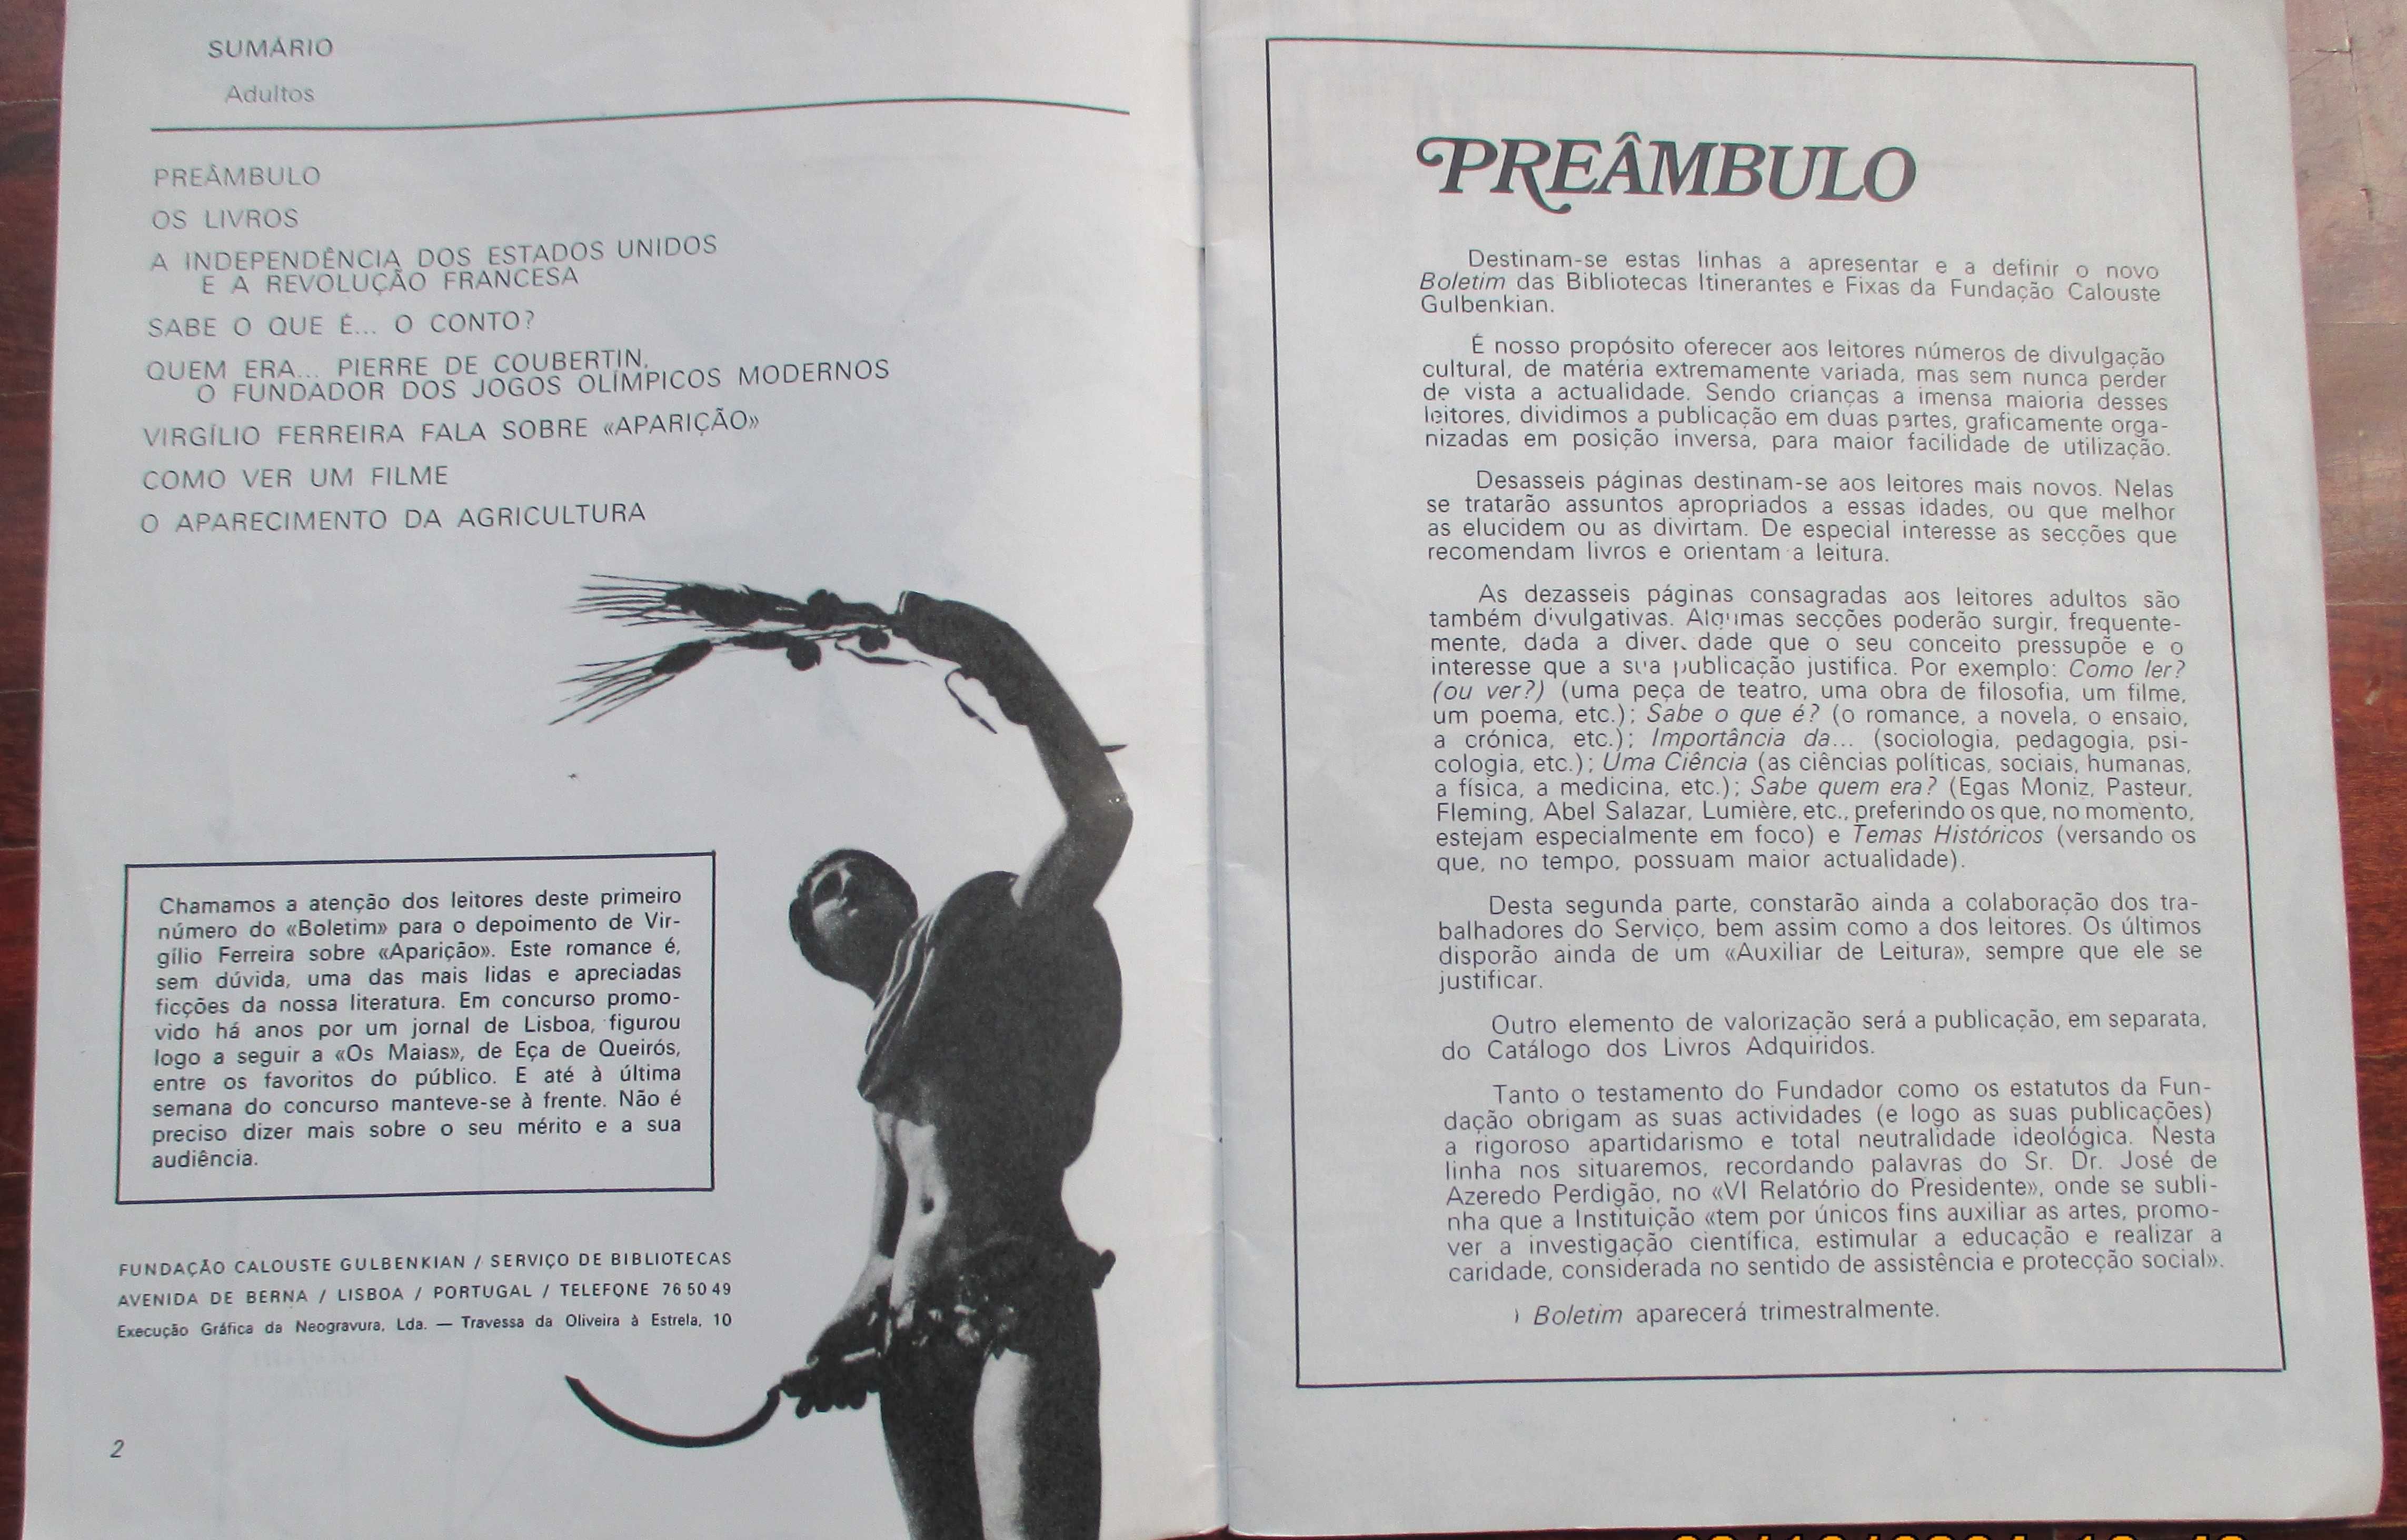 SUMÁRIO
Adultos
PREÂMBULO
OS LIVROS
A INDEPENDÊNCIA DOS ESTADOS UNIDOS
E A REVOLUÇÃO FRANCESA
SABE O QUE É... O CONTO?
QUEM ERA... PIERRE DE COUBERTIN,
O FUNDADOR DOS JOGOS OLÍMPICOS MODERNOS
VIRGÍLIO FERREIRA FALA SOBRE «APARIÇÃO»
COMO VER UM FILME
O APARECIMENTO DA AGRICULTURA
Chamamos a atenção dos leitores deste primeiro
número do «Boletim» para o depoimento de Vir-
gílio Ferreira sobre «Aparição». Este romance é,
sem dúvida, uma das mais lidas e apreciadas
ficções da nossa literatura. Em concurso promo-
vido há anos por um jornal de Lisboa, figurou
logo a seguir a «Os Maias», de Eça de Queirós,
entre os favoritos do público. E até à última
semana do concurso manteve-se à frente. Não é
preciso dizer mais sobre o seu mérito e a sua
audiência.
FUNDAÇÃO CALOUSTE GULBENKIAN / SERVIÇO DE BIBLIOTECAS
AVENIDA DE BERNA / LISBOA / PORTUGAL / TELEFONE 76 50 49
Execução Gráfica da Neogravura, Lda. — Travessa da Oliveira à Estrela, 10
2
PREÂMBULO
Destinam-se estas linhas a apresentar e a definir o novo
Boletim das Bibliotecas Itinerantes e Fixas da Fundação Calouste
Gulbenkian.
É nosso propósito oferecer aos leitores números de divulgação
cultural, de matéria extremamente variada, mas sem nunca perder
de vista a actualidade. Sendo crianças a imensa maioria desses
leitores, dividimos a publicação em duas partes, graficamente orga-
nizadas em posição inversa, para maior facilidade de utilização.
Desasseis páginas destinam-se aos leitores mais novos. Nelas
se tratarão assuntos apropriados a essas idades, ou que melhor
as elucidem ou as divirtam. De especial interesse as secções que
recomendam livros e orientam a leitura.
As dezasseis páginas consagradas aos leitores adultos são
também divulgativas. Algumas secções poderão surgir, frequente-
mente, dada a diver dade que o seu conceito pressupõe e o
interesse que a sua publicação justifica. Por exemplo: Como ler?
(ou ver?) (uma peça de teatro, uma obra de filosofia, um filme,
um poema, etc.); Sabe o que é? (o romance, a novela, o ensaio,
a crónica, etc.); Importância da... (sociologia, pedagogia, psi-
cologia, etc.); Uma Ciência (as ciências políticas, sociais, humanas,
a física, a medicina, etc.); Sabe quem era? (Egas Moniz, Pasteur,
Fleming, Abel Salazar, Lumière, etc., preferindo os que, no momento,
estejam especialmente em foco) e Temas Históricos (versando os
que, no tempo, possuam maior actualidade).
Desta segunda parte, constarão ainda a colaboração dos tra-
balhadores do Serviço, bem assim como a dos leitores. Os últimos
disporão ainda de um «Auxiliar de Leitura», sempre que ele se
justificar.
Outro elemento de valorização será a publicação, em separata,
do Catálogo dos Livros Adquiridos.
Tanto o testamento do Fundador como os estatutos da Fun-
dação obrigam as suas actividades (e logo as suas publicações)
a rigoroso apartidarismo e total neutralidade ideológica. Nesta
linha nos situaremos, recordando palavras do Sr. Dr. José de
Azeredo Perdigão, no «VI Relatório do Presidente», onde se subli-
nha que a Instituição «tem por únicos fins auxiliar as artes, promo-
ver a investigação científica, estimular a educação e realizar a
caridade, considerada no sentido de assistência e protecção social».
Boletim aparecerá trimestralmente.